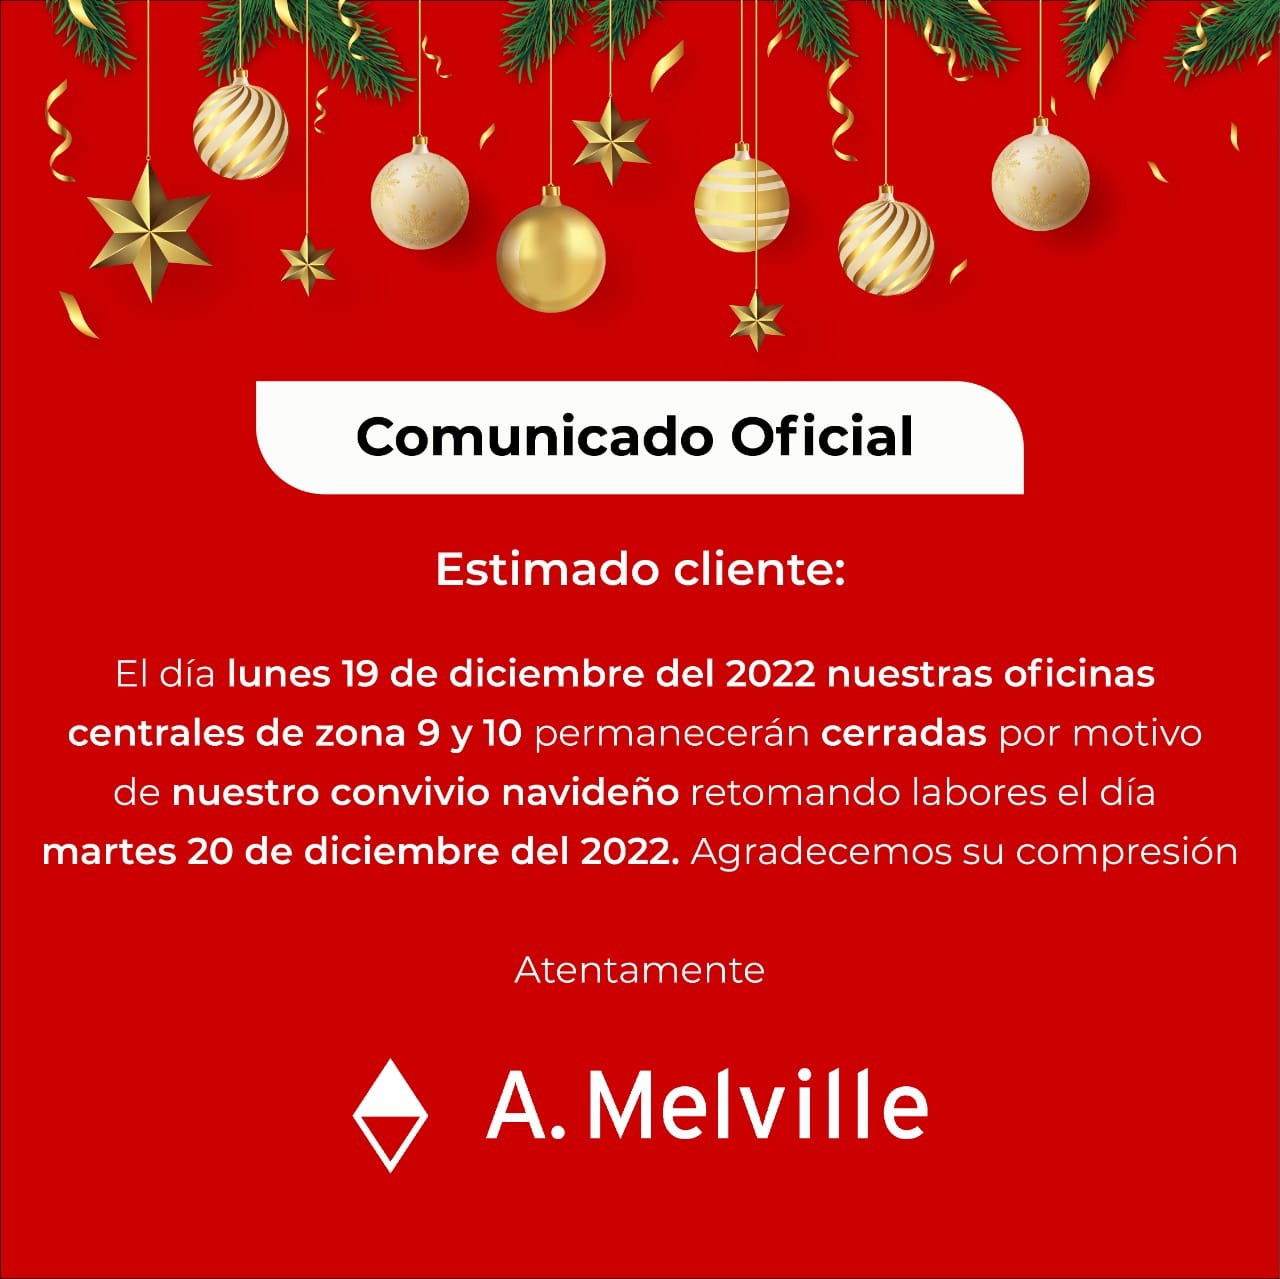 Comunicado Oficial
Estimado cliente:
El día lunes 19 de diciembre del 2022 nuestras oficinas
centrales de zona 9 y 10 permanecerán cerradas por motivo
de nuestro convivio navideño retomando labores el día
martes 20 de diciembre del 2022. Agradecemos su compresión
Atentamente
A. Melville